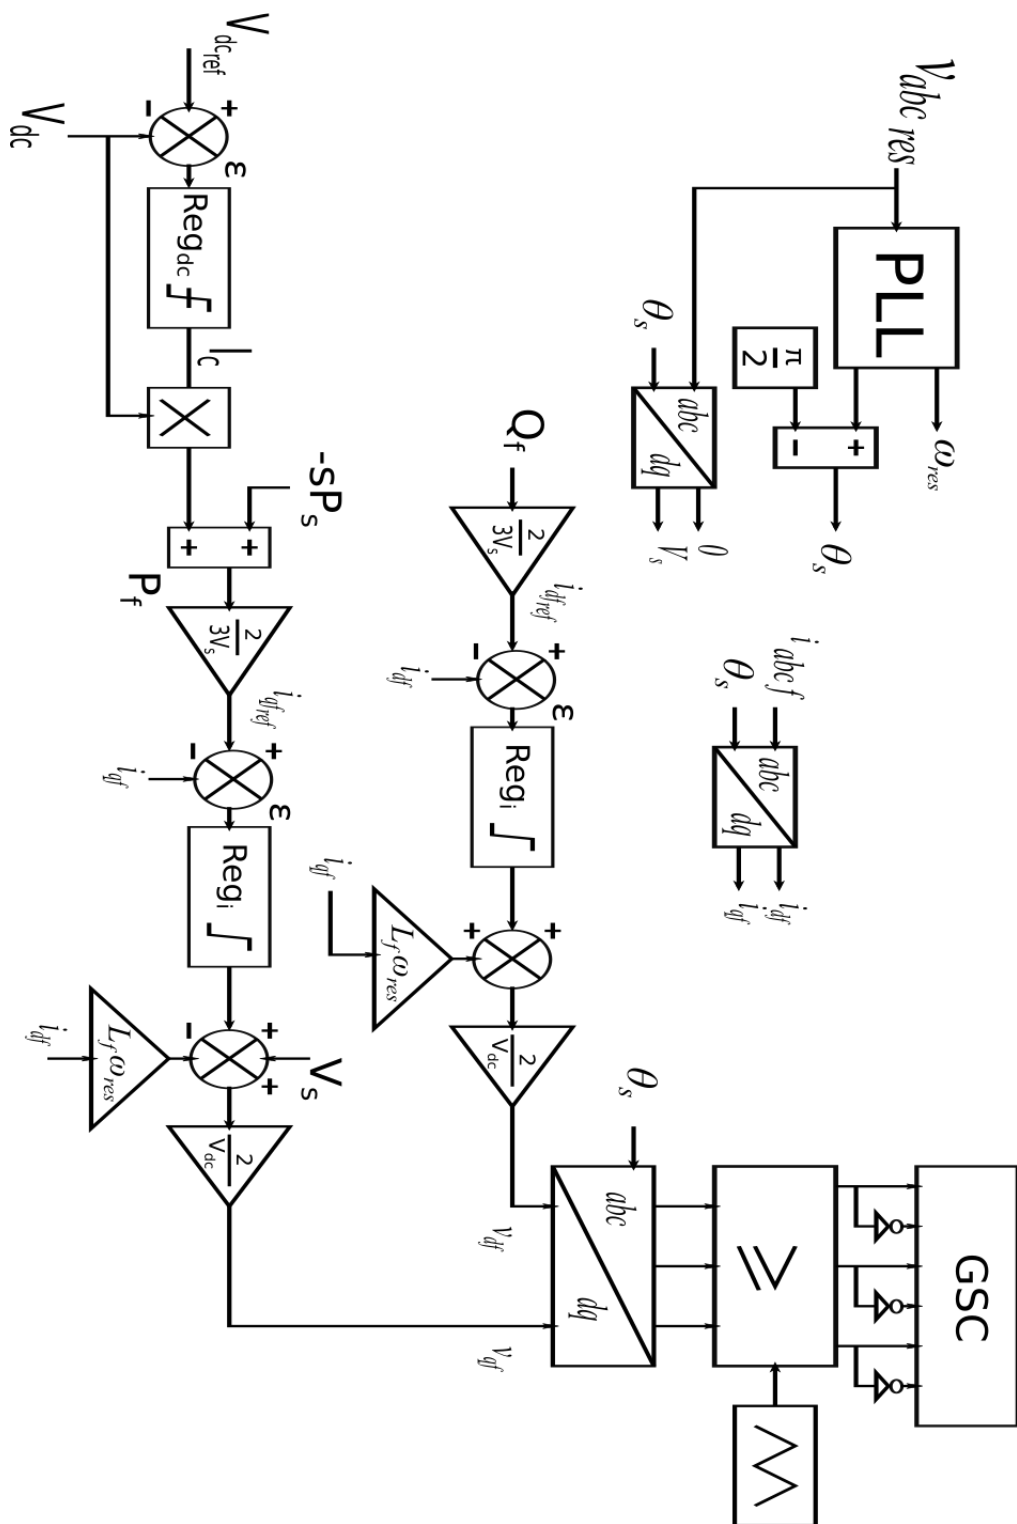 V_abc res
PLL
ω_res
π/2
+
-
θ_s
θ_s
abc
dq
0
V_s
i_abc f
θ_s
abc
dq
i_df
i_qf
Q_f
2/3V_s
i_df_ref
+
-
i_df
ε
Reg_i
+
+
i_qf
L_f ω_res
2/V_dc
v_df
V_dc_ref
+
-
V_dc
ε
Reg_dc
I_c
-sP_s
+
+
P_f
2/3V_s
i_qf_ref
+
-
i_qf
ε
Reg_i
+
-
+
V_s
i_df
L_f ω_res
2/V_dc
v_qf
θ_s
abc
dq
≥
GSC